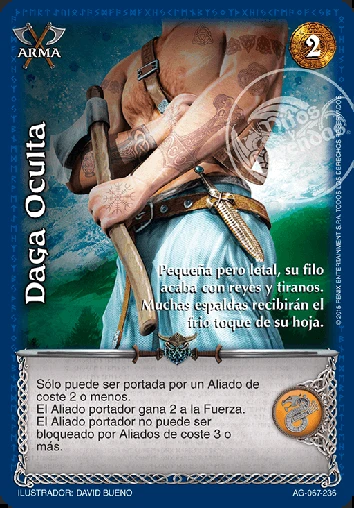 ARMA
2
Daga Oculta
Pequeña pero letal, su filo
acaba con reyes y tiranos.
Muchas espaldas recibirán el
frío toque de su hoja.
Sólo puede ser portada por un Aliado de
coste 2 o menos.
El Aliado portador gana 2 a la Fuerza.
El Aliado portador no puede ser
bloqueado por Aliados de coste 3 o
más.
ILUSTRADOR: DAVID BUENO
AG-067-236